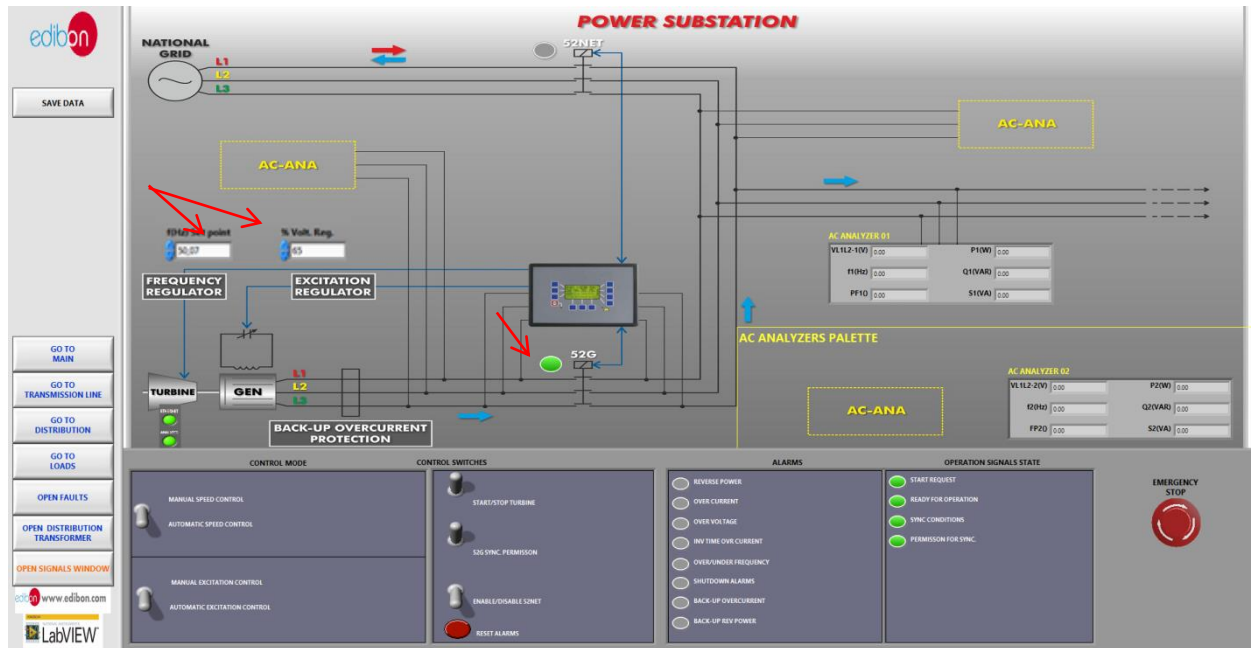 POWER SUBSTATION
edibon
SAVE DATA
NATIONAL
GRID
L1
L2
L3
52NET
AC-ANA
AC-ANA
f(Hz) Set point
50,07
% Volt. Reg.
65
FREQUENCY
REGULATOR
EXCITATION
REGULATOR
AC ANALYZER 01
VL1L2-1(V) 0.00 P1(W) 0.00
f1(Hz) 0.00 Q1(VAR) 0.00
PF1() 0.00 S1(VA) 0.00
52G
TURBINE
GEN
L1
L2
L3
BACK-UP OVERCURRENT
PROTECTION
AC ANALYZERS PALETTE
AC-ANA
AC ANALYZER 02
VL1L2-2(V) 0.00 P2(W) 0.00
f2(Hz) 0.00 Q2(VAR) 0.00
FP2() 0.00 S2(VA) 0.00
GO TO
MAIN
GO TO
TRANSMISSION LINE
GO TO
DISTRIBUTION
GO TO
LOADS
OPEN FAULTS
OPEN DISTRIBUTION
TRANSFORMER
OPEN SIGNALS WINDOW
edibon www.edibon.com
LabVIEW
CONTROL MODE
MANUAL SPEED CONTROL
AUTOMATIC SPEED CONTROL
MANUAL EXCITATION CONTROL
AUTOMATIC EXCITATION CONTROL
CONTROL SWITCHES
START/STOP TURBINE
52G SYNC. PERMISSON
ENABLE/DISABLE 52NET
RESET ALARMS
ALARMS
REVERSE POWER
OVER CURRENT
OVER VOLTAGE
INV TIME OVR CURRENT
OVER/UNDER FREQUENCY
SHUTDOWN ALARMS
BACK-UP OVERCURRENT
BACK-UP REV POWER
OPERATION SIGNALS STATE
START REQUEST
READY FOR OPERATION
SYNC CONDITIONS
PERMISSON FOR SYNC.
EMERGENCY
STOP